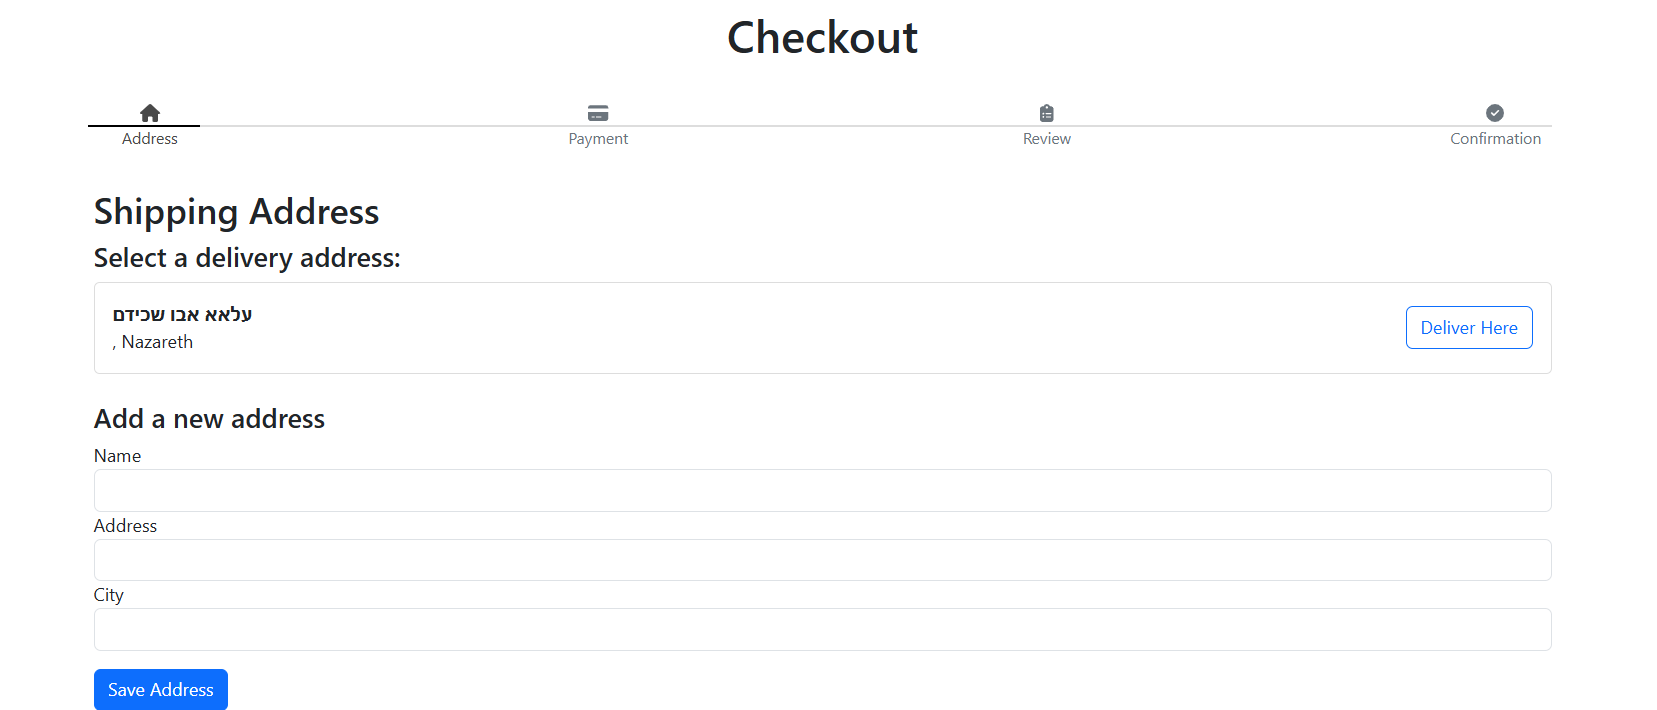 Checkout
Address
Payment
Review
Confirmation
Shipping Address
Select a delivery address:
עלאא אבו שכידם
, Nazareth
Deliver Here
Add a new address
Name
Address
City
Save Address